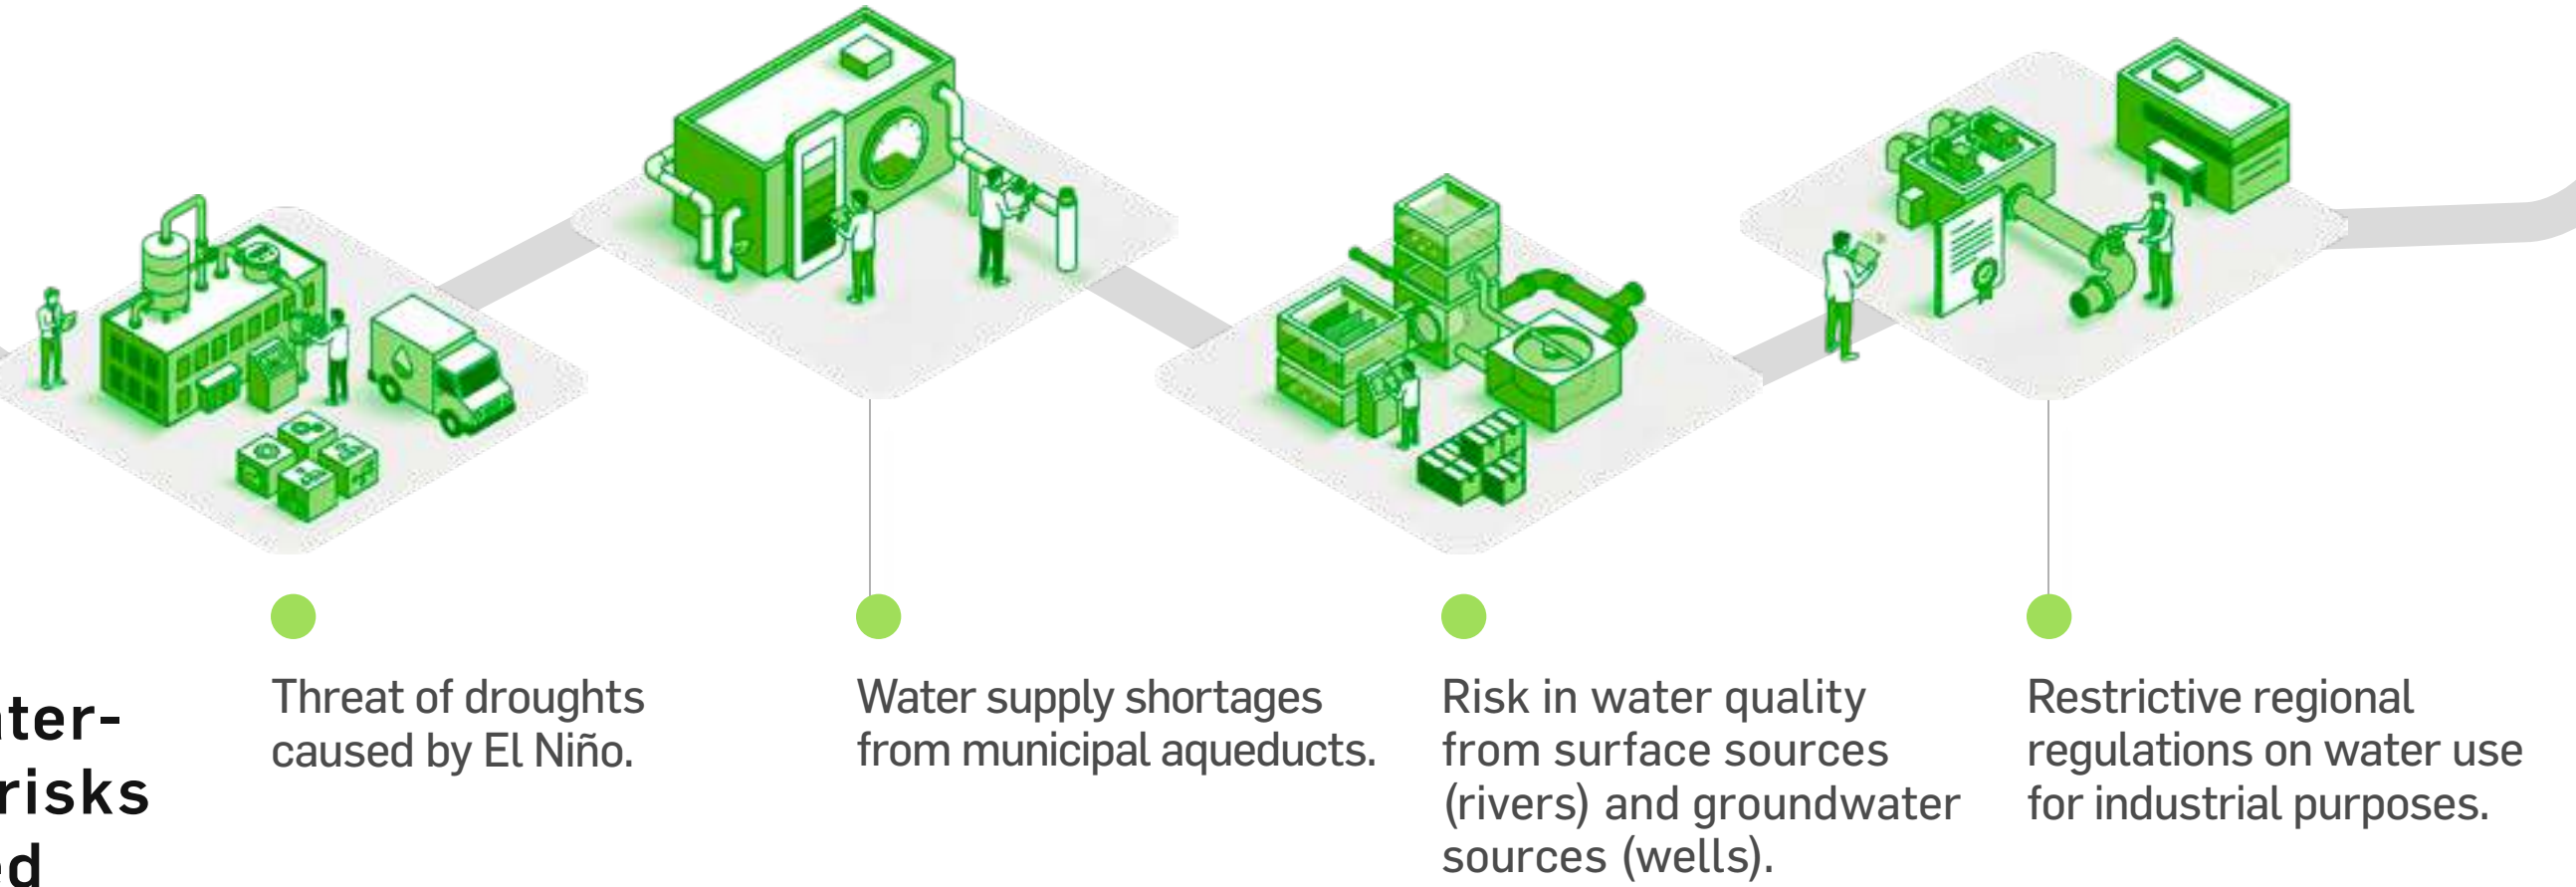 ter-
risks
ed
Threat of droughts
caused by El Niño.
Water supply shortages
from municipal aqueducts.
Risk in water quality
from surface sources
(rivers) and groundwater
sources (wells).
Restrictive regional
regulations on water use
for industrial purposes.